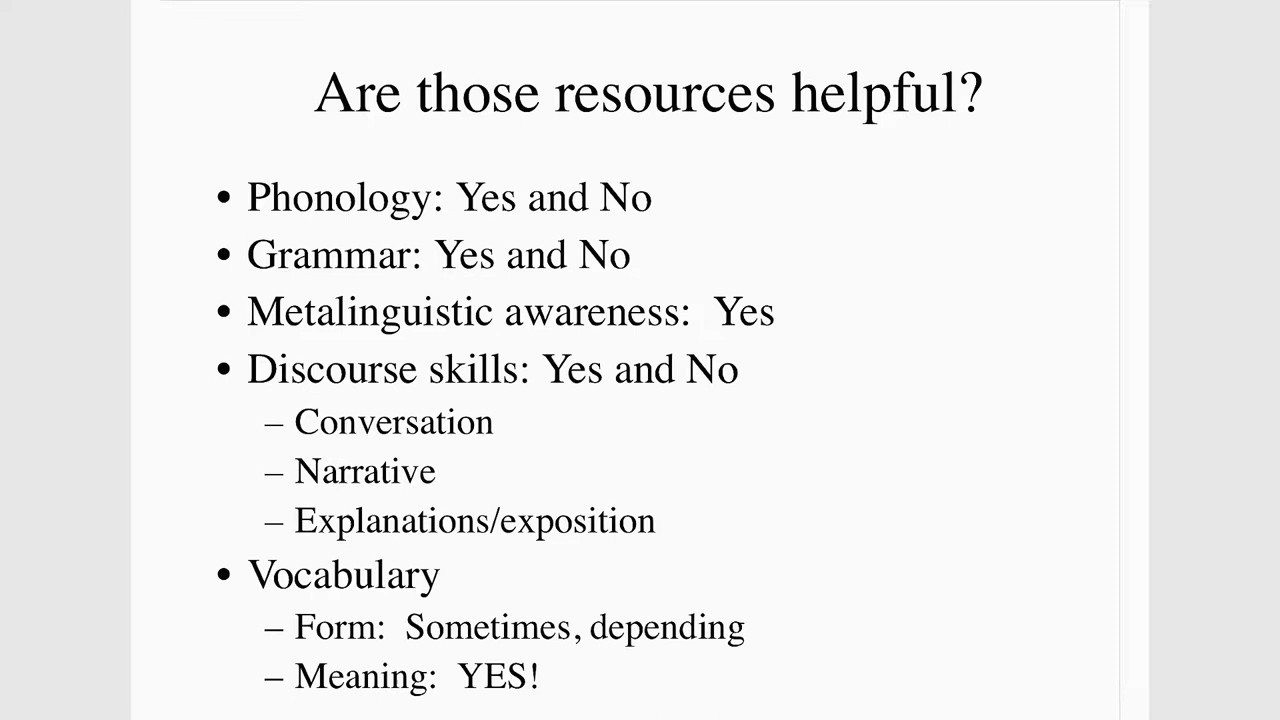 Are those resources helpful?
• Phonology: Yes and No
• Grammar: Yes and No
• Metalinguistic awareness:  Yes
• Discourse skills: Yes and No
– Conversation
– Narrative
– Explanations/exposition
• Vocabulary
– Form:  Sometimes, depending
– Meaning:  YES!